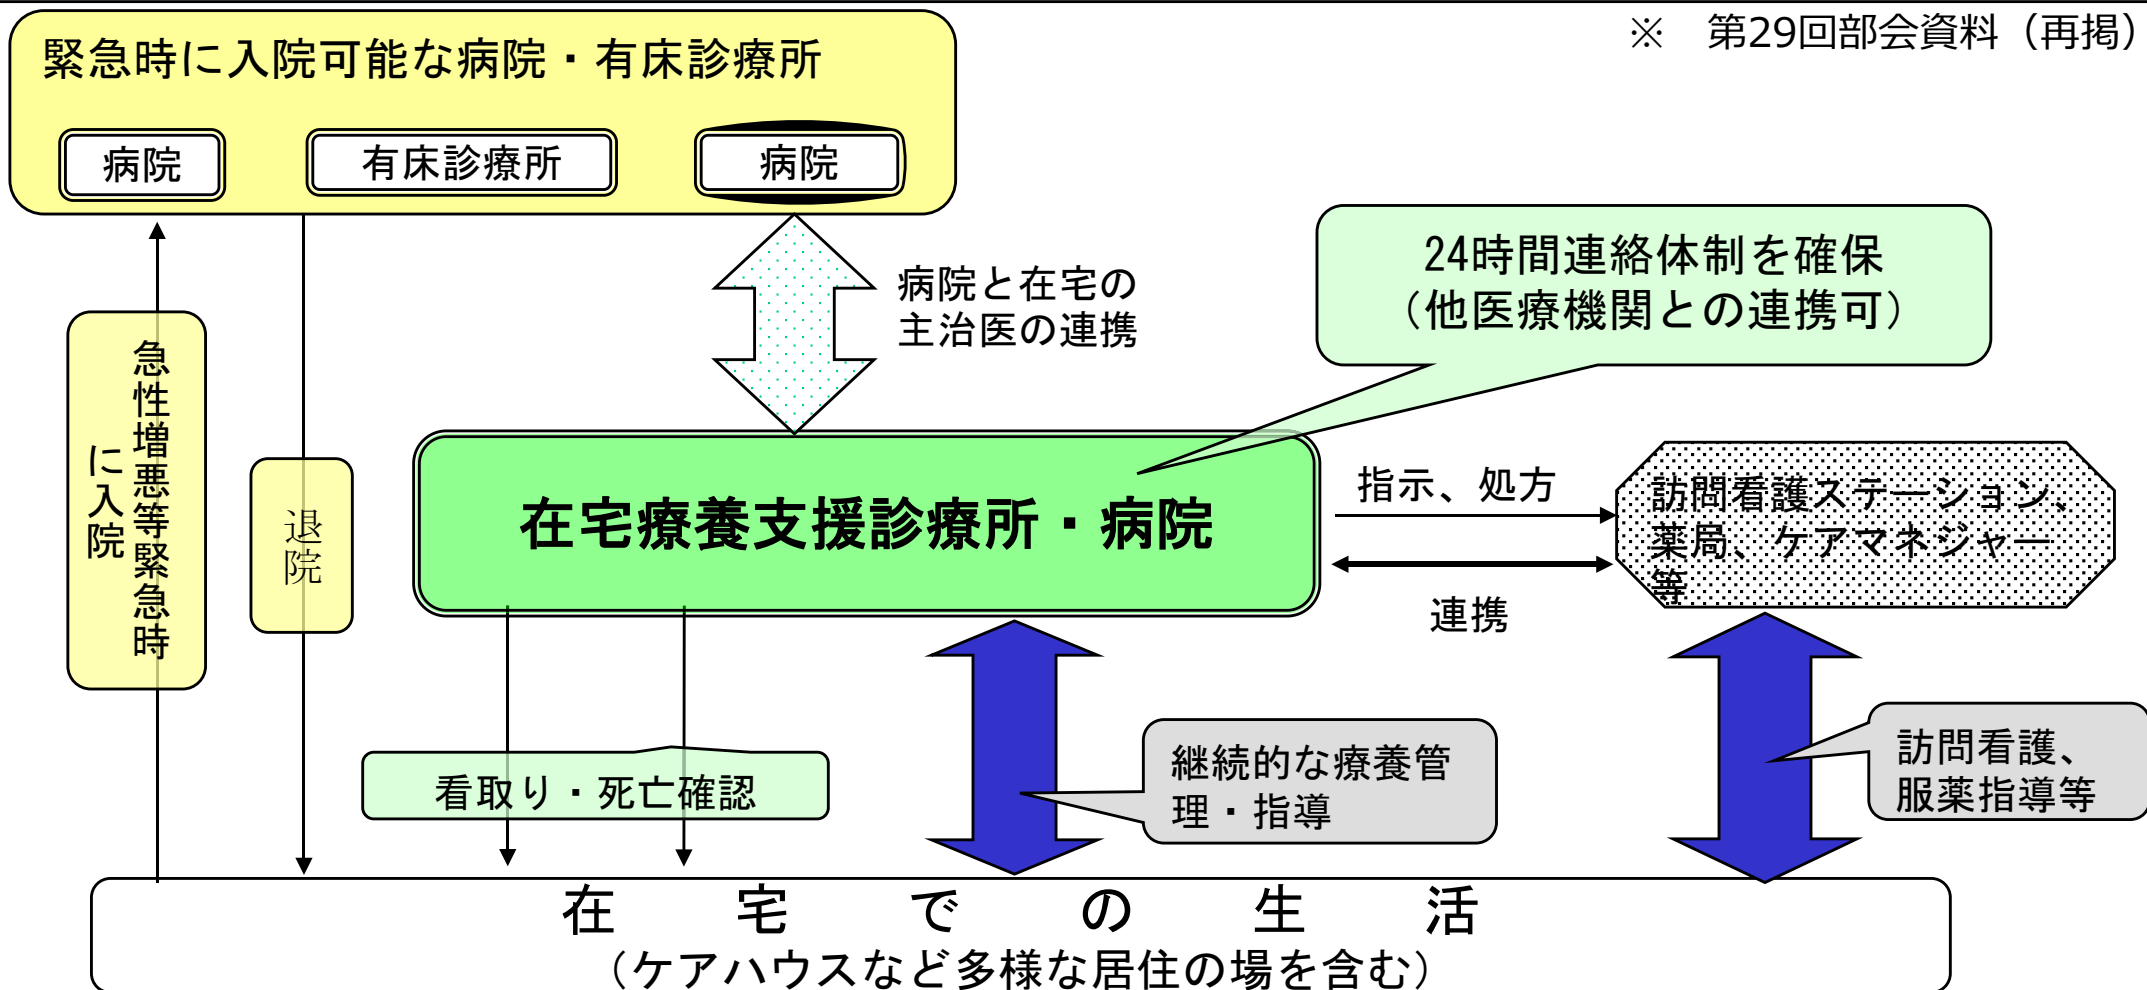 ※　第29回部会資料（再掲）
緊急時に入院可能な病院・有床診療所
病院
有床診療所
病院
24時間連絡体制を確保
（他医療機関との連携可）
病院と在宅の
主治医の連携
急性増悪等緊急時
に入院
退院
在宅療養支援診療所・病院
指示、処方
連携
訪問看護ステーション、
薬局、ケアマネジャー
等
看取り・死亡確認
継続的な療養管
理・指導
訪問看護、
服薬指導等
在宅での生活
（ケアハウスなど多様な居住の場を含む）